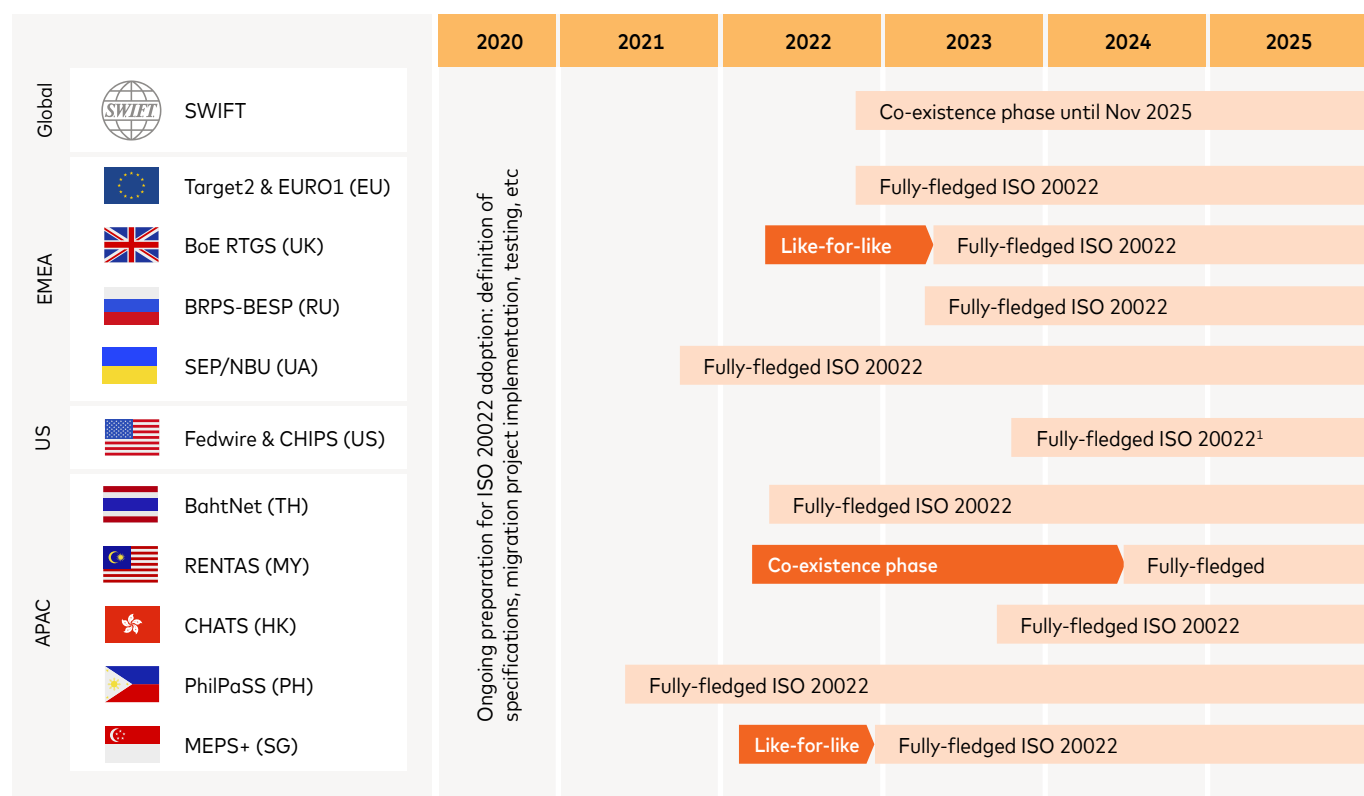 2020 2021 2022 2023 2024 2025
Global
SWIFT
SWIFT
Co-existence phase until Nov 2025
Ongoing preparation for ISO 20022 adoption: definition of
specifications, migration project implementation, testing, etc
EMEA
Target2 & EURO1 (EU)
Fully-fledged ISO 20022
BoE RTGS (UK)
Like-for-like
Fully-fledged ISO 20022
BRPS-BESP (RU)
Fully-fledged ISO 20022
SEP/NBU (UA)
Fully-fledged ISO 20022
US
Fedwire & CHIPS (US)
Fully-fledged ISO 20022¹
APAC
BahtNet (TH)
Fully-fledged ISO 20022
RENTAS (MY)
Co-existence phase
Fully-fledged
CHATS (HK)
Fully-fledged ISO 20022
PhilPaSS (PH)
Fully-fledged ISO 20022
MEPS+ (SG)
Like-for-like
Fully-fledged ISO 20022